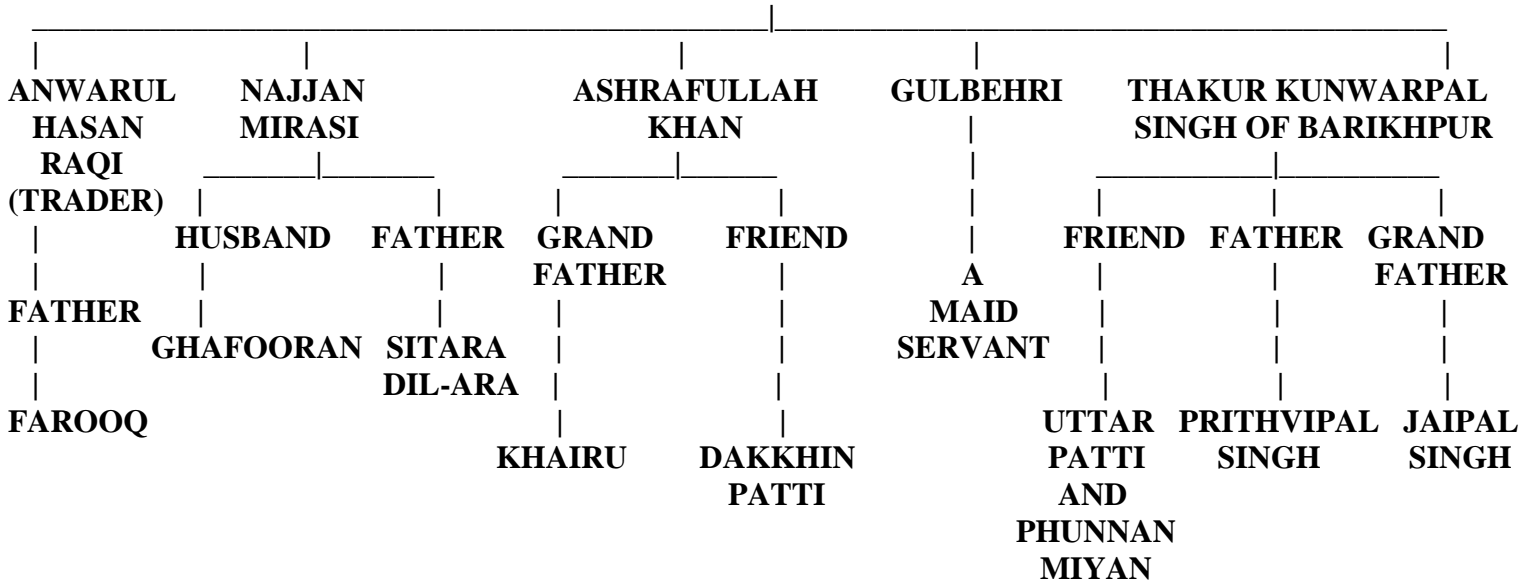 ANWARUL NAJJAN ASHRAFULLAH GULBEHRI THAKUR KUNWARPAL
HASAN MIRASI KHAN SINGH OF BARIKHPUR
RAQI
(TRADER)
HUSBAND FATHER GRAND FRIEND FRIEND FATHER GRAND
FATHER A FATHER
FATHER MAID
GHAFOORAN SITARA SERVANT
DIL-ARA
FAROOQ UTTAR PRITHVIPAL JAIPAL
KHAIRU DAKKHIN PATTI SINGH SINGH
PATTI AND
PHUNNAN
MIYAN